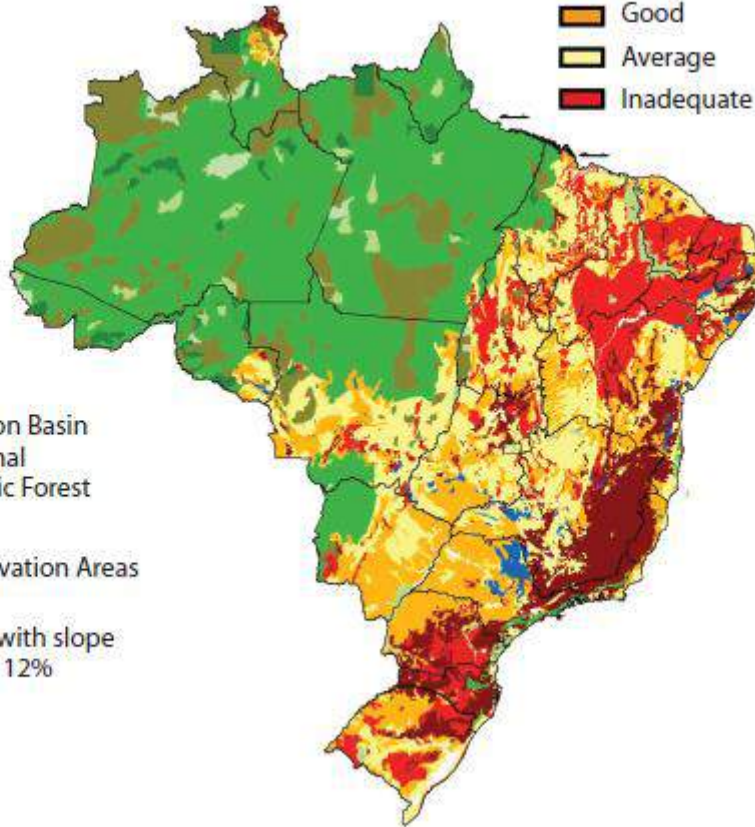 Good
Average
Inadequate
on Basin
nal
ic Forest
vation Areas
with slope
12%